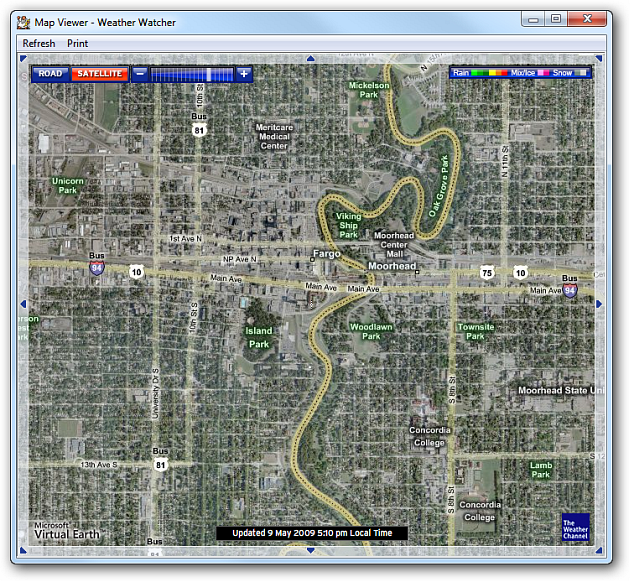 Map Viewer - Weather Watcher
Refresh Print
ROAD SATELLITE
Rain Mix/Ice Snow
Mickelson
Park
10th St
N 11th St
Bus
81
Meritcare
Medical
Center
Oak Grove Park
Unicorn
Park
Viking
Ship
Park
Moorhead
Center
Mall
1st Ave N
NP Ave N
Fargo
Moorhead
Bus
94
10
75
10
Bus
94
Main Ave
Main Ave
Main Ave
Main Ave
10th St S
Island
Park
Woodlawn
Park
Townsite
Park
University Dr S
S 8th St
Moorhead State Uni
Concordia
College
Bus
81
13th Ave S
S 12
Lamb
Park
S 8th St
Concordia
College
Microsoft
Virtual Earth
Updated 9 May 2009 5:10 pm Local Time
The
Weather
Channel